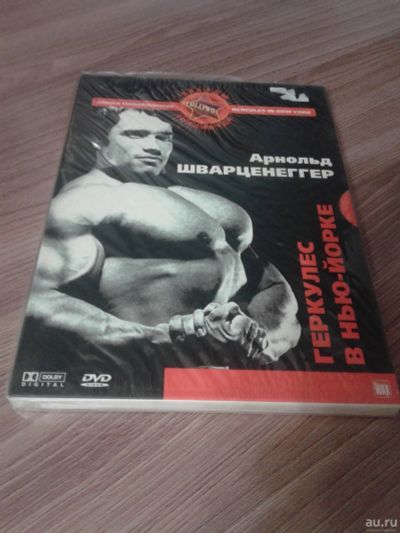 HERCULES IN NEW YORK
Арнольд
ШВАРЦЕНЕГГЕР
ГЕРКУЛЕС
В НЬЮ-ЙОРКЕ
DOLBY
DIGITAL
DVD
au.ru